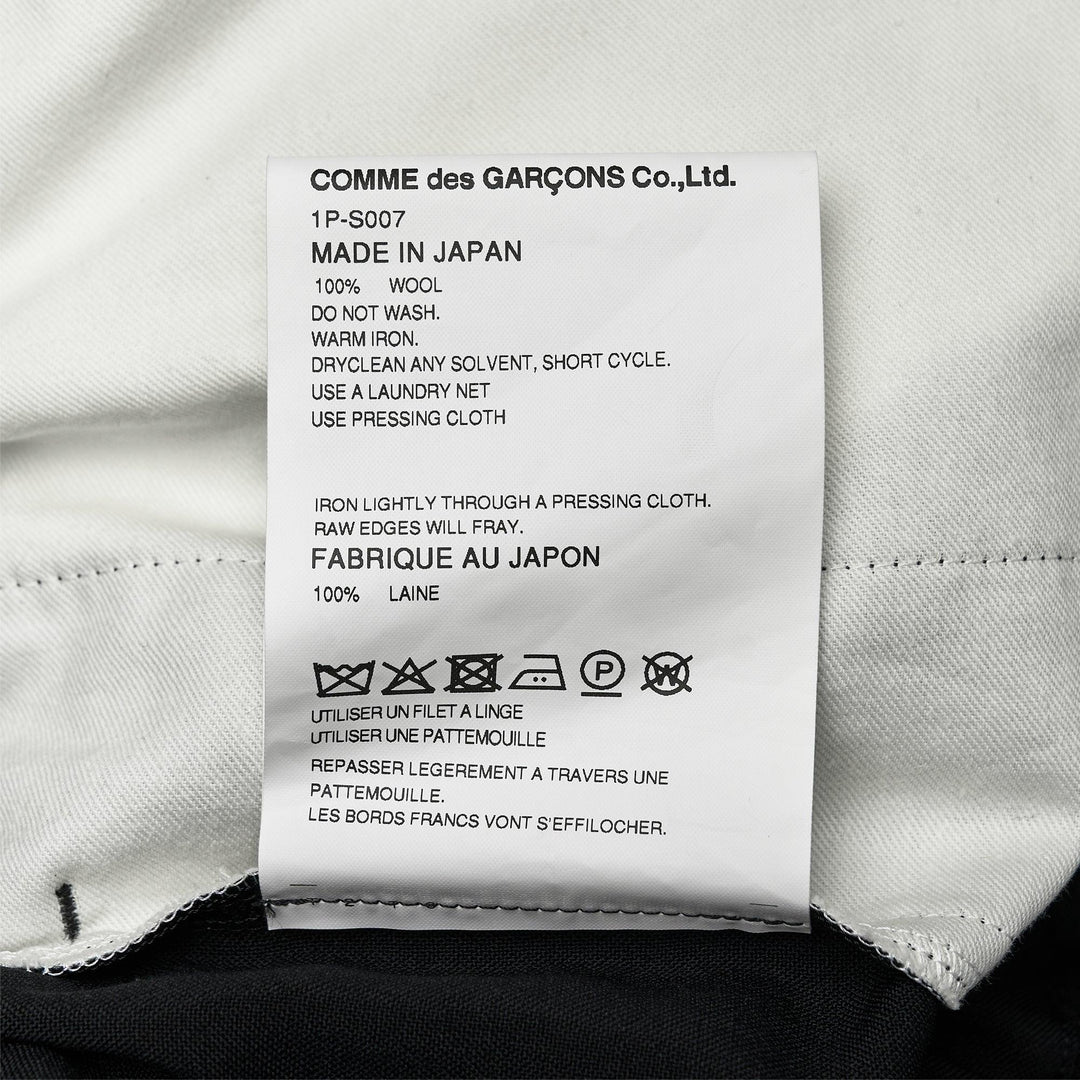 COMME des GARÇONS Co.,Ltd.
1P-S007
MADE IN JAPAN
100% WOOL
DO NOT WASH.
WARM IRON.
DRYCLEAN ANY SOLVENT, SHORT CYCLE.
USE A LAUNDRY NET
USE PRESSING CLOTH
IRON LIGHTLY THROUGH A PRESSING CLOTH.
RAW EDGES WILL FRAY.
FABRIQUE AU JAPON
100% LAINE
P W
UTILISER UN FILET A LINGE
UTILISER UNE PATTEMOUILLE
REPASSER LEGEREMENT A TRAVERS UNE
PATTEMOUILLE.
LES BORDS FRANCS VONT S'EFFILOCHER.